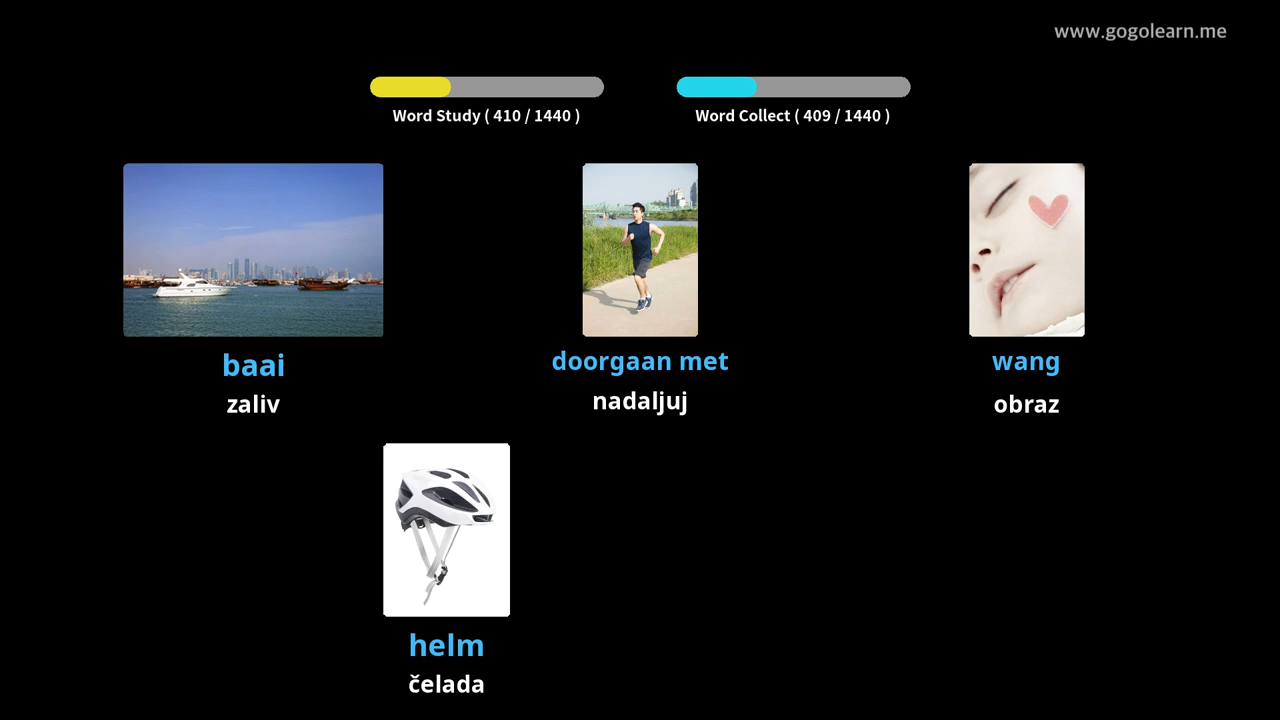 www.gogolearn.me
Word Study ( 410 / 1440 )
Word Collect ( 409 / 1440 )
baai
zaliv
doorgaan met
nadaljuj
wang
obraz
helm
čelada